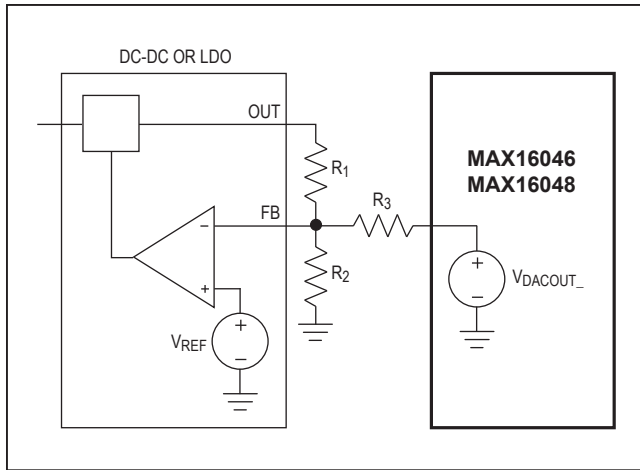 DC-DC OR LDO
OUT
R1
MAX16046
MAX16048
R3
FB
−
+
R2
+
−
VDACOUT_
+
−
VREF